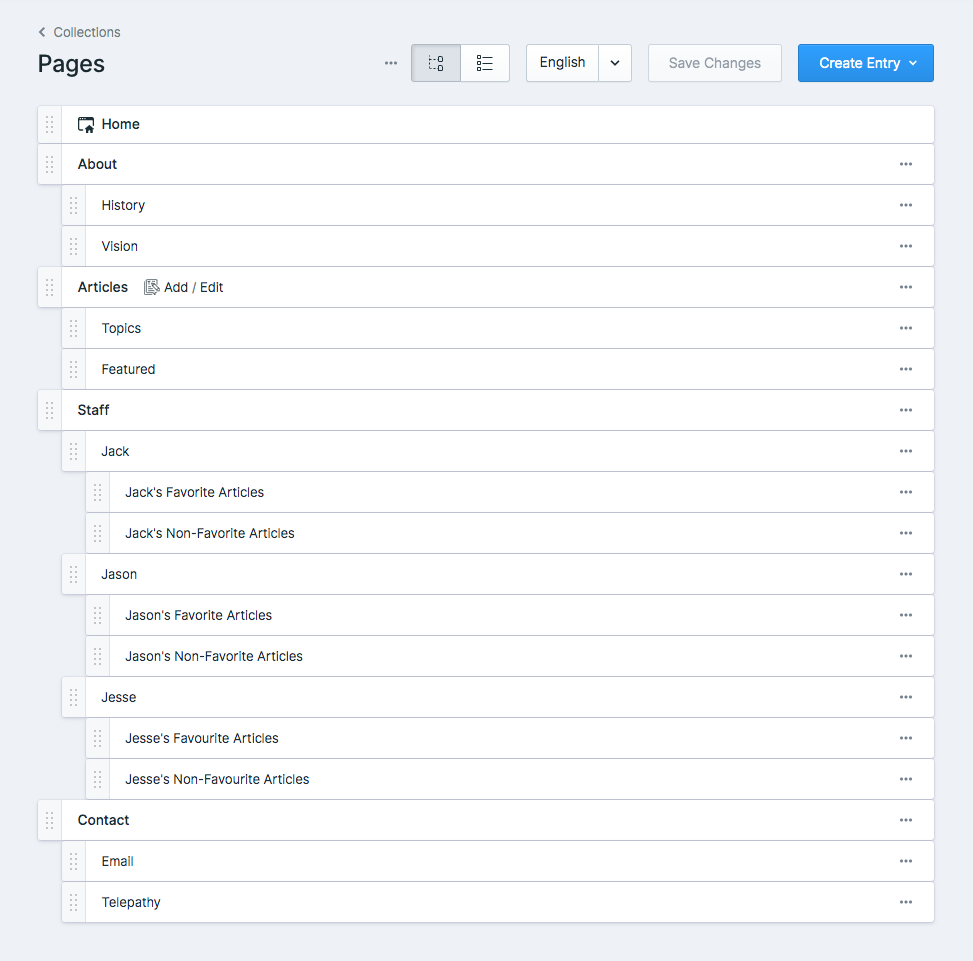 Collections
Pages
English
Save Changes
Create Entry
Home
About
History
Vision
Articles Add / Edit
Topics
Featured
Staff
Jack
Jack's Favorite Articles
Jack's Non-Favorite Articles
Jason
Jason's Favorite Articles
Jason's Non-Favorite Articles
Jesse
Jesse's Favourite Articles
Jesse's Non-Favourite Articles
Contact
Email
Telepathy